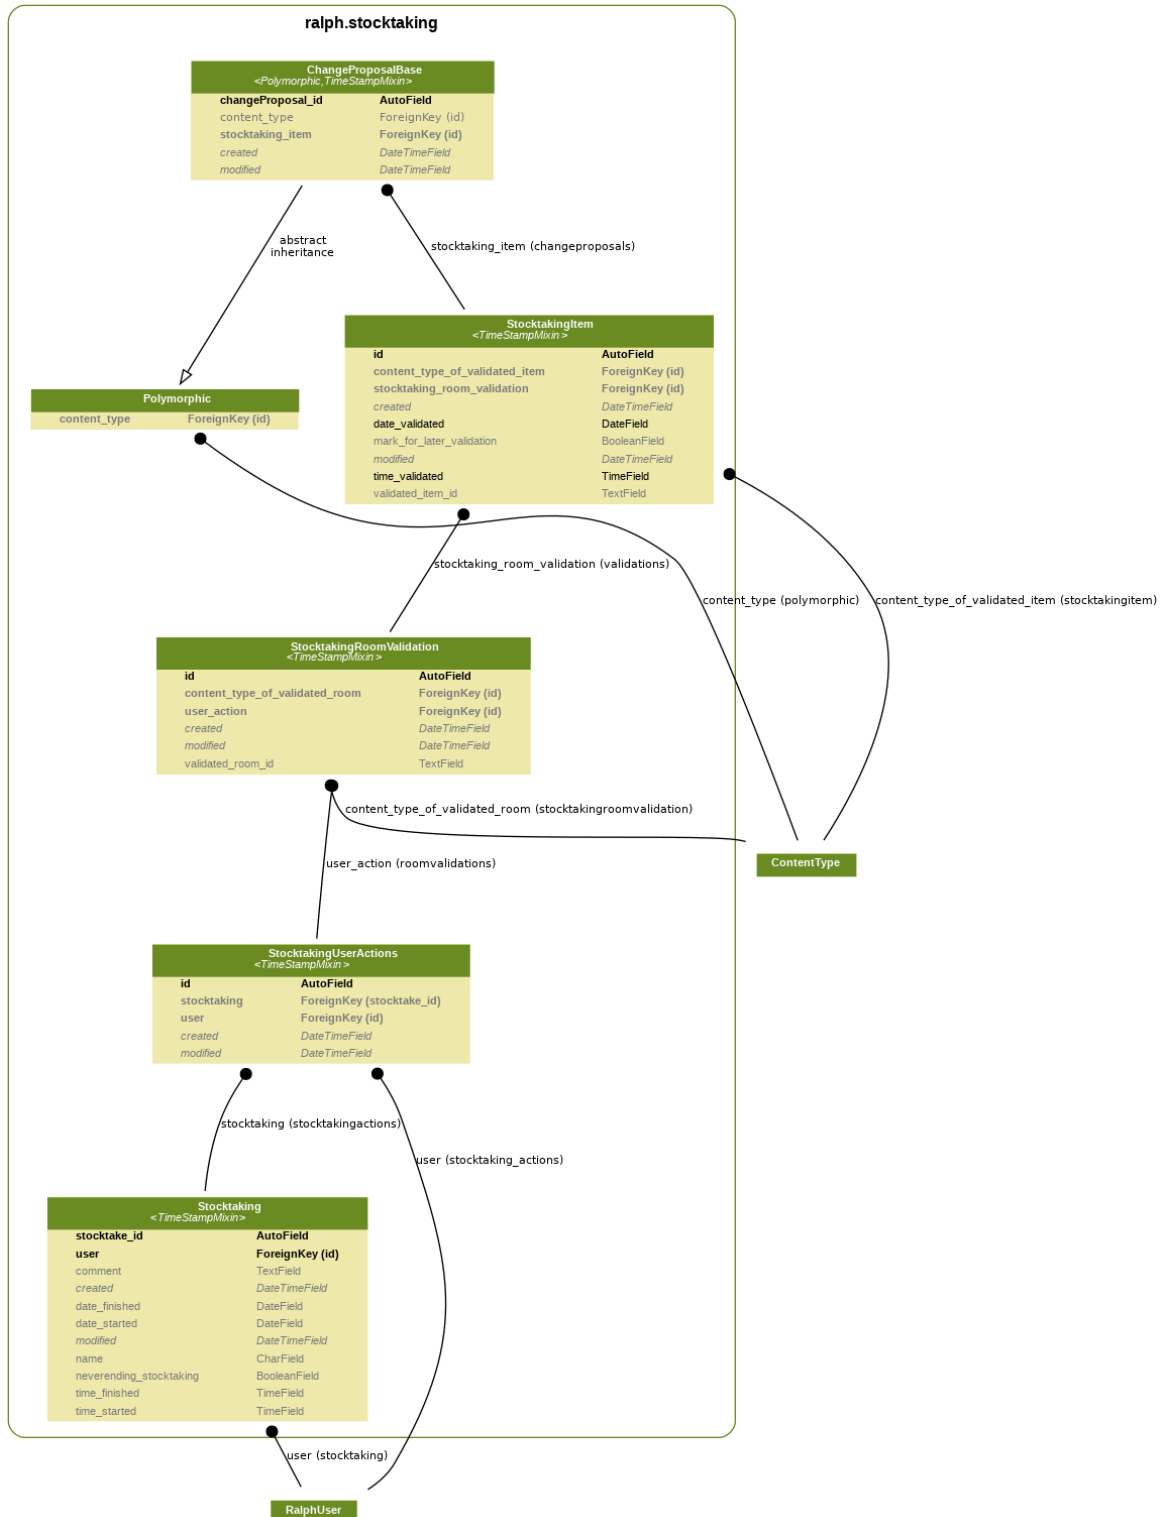 ralph.stocktaking
ChangeProposalBase
<Polymorphic,TimeStampMixin>
changeProposal_id AutoField
content_type ForeignKey (id)
stocktaking_item ForeignKey (id)
created DateTimeField
modified DateTimeField
abstract
inheritance
stocktaking_item (changeproposals)
StocktakingItem
<TimeStampMixin>
id AutoField
content_type_of_validated_item ForeignKey (id)
stocktaking_room_validation ForeignKey (id)
created DateTimeField
date_validated DateField
mark_for_later_validation BooleanField
modified DateTimeField
time_validated TimeField
validated_item_id TextField
Polymorphic
content_type ForeignKey (id)
stocktaking_room_validation (validations)
content_type (polymorphic)
content_type_of_validated_item (stocktakingitem)
StocktakingRoomValidation
<TimeStampMixin>
id AutoField
content_type_of_validated_room ForeignKey (id)
user_action ForeignKey (id)
created DateTimeField
modified DateTimeField
validated_room_id TextField
content_type_of_validated_room (stocktakingroomvalidation)
user_action (roomvalidations)
ContentType
StocktakingUserActions
<TimeStampMixin>
id AutoField
stocktaking ForeignKey (stocktake_id)
user ForeignKey (id)
created DateTimeField
modified DateTimeField
stocktaking (stocktakingactions)
user (stocktaking_actions)
Stocktaking
<TimeStampMixin>
stocktake_id AutoField
user ForeignKey (id)
comment TextField
created DateTimeField
date_finished DateField
date_started DateField
modified DateTimeField
name CharField
neverending_stocktaking BooleanField
time_finished TimeField
time_started TimeField
user (stocktaking)
RalphUser